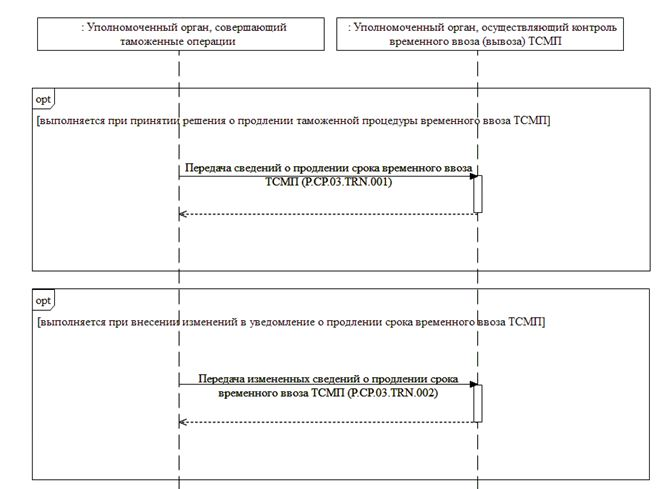 : Уполномоченный орган, совершающий
таможенные операции
: Уполномоченный орган, осуществляющий контроль
временного ввоза (вывоза) ТСМП
opt
[выполняется при принятии решения о продлении таможенной процедуры временного ввоза ТСМП]
Передача сведений о продлении срока временного ввоза
ТСМП (P.CP.03.TRN.001)
opt
[выполняется при внесении изменений в уведомление о продлении срока временного ввоза ТСМП]
Передача измененных сведений о продлении срока
временного ввоза ТСМП (P.CP.03.TRN.002)